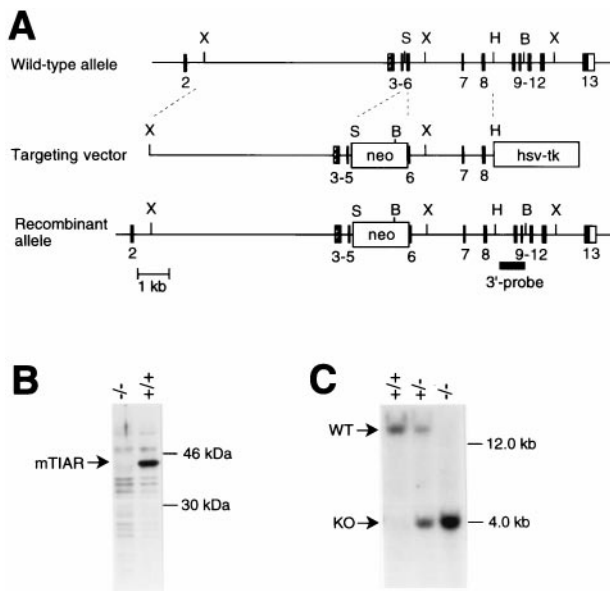 A
X S X H B X
Wild-type allele
2 3-6 7 8 9-12 13
X S B X H
Targeting vector
neo hsv-tk
3-5 6 7 8
Recombinant
allele
X S B X H B X
neo
2 3-5 6 7 8 9-12 13
1 kb
3'-probe
B
-/- +/+
mTIAR
46 kDa
30 kDa
C
+/+ +/- -/-
WT
12.0 kb
KO
4.0 kb